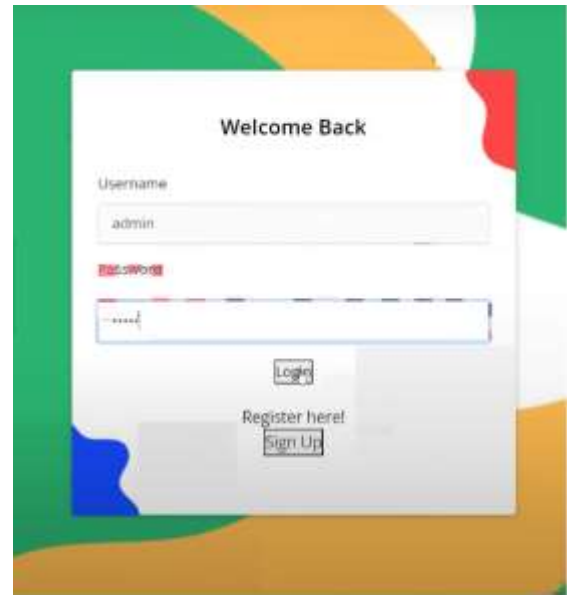 Welcome Back
Username
admin
Password
•••••
Login
Register here!
Sign Up